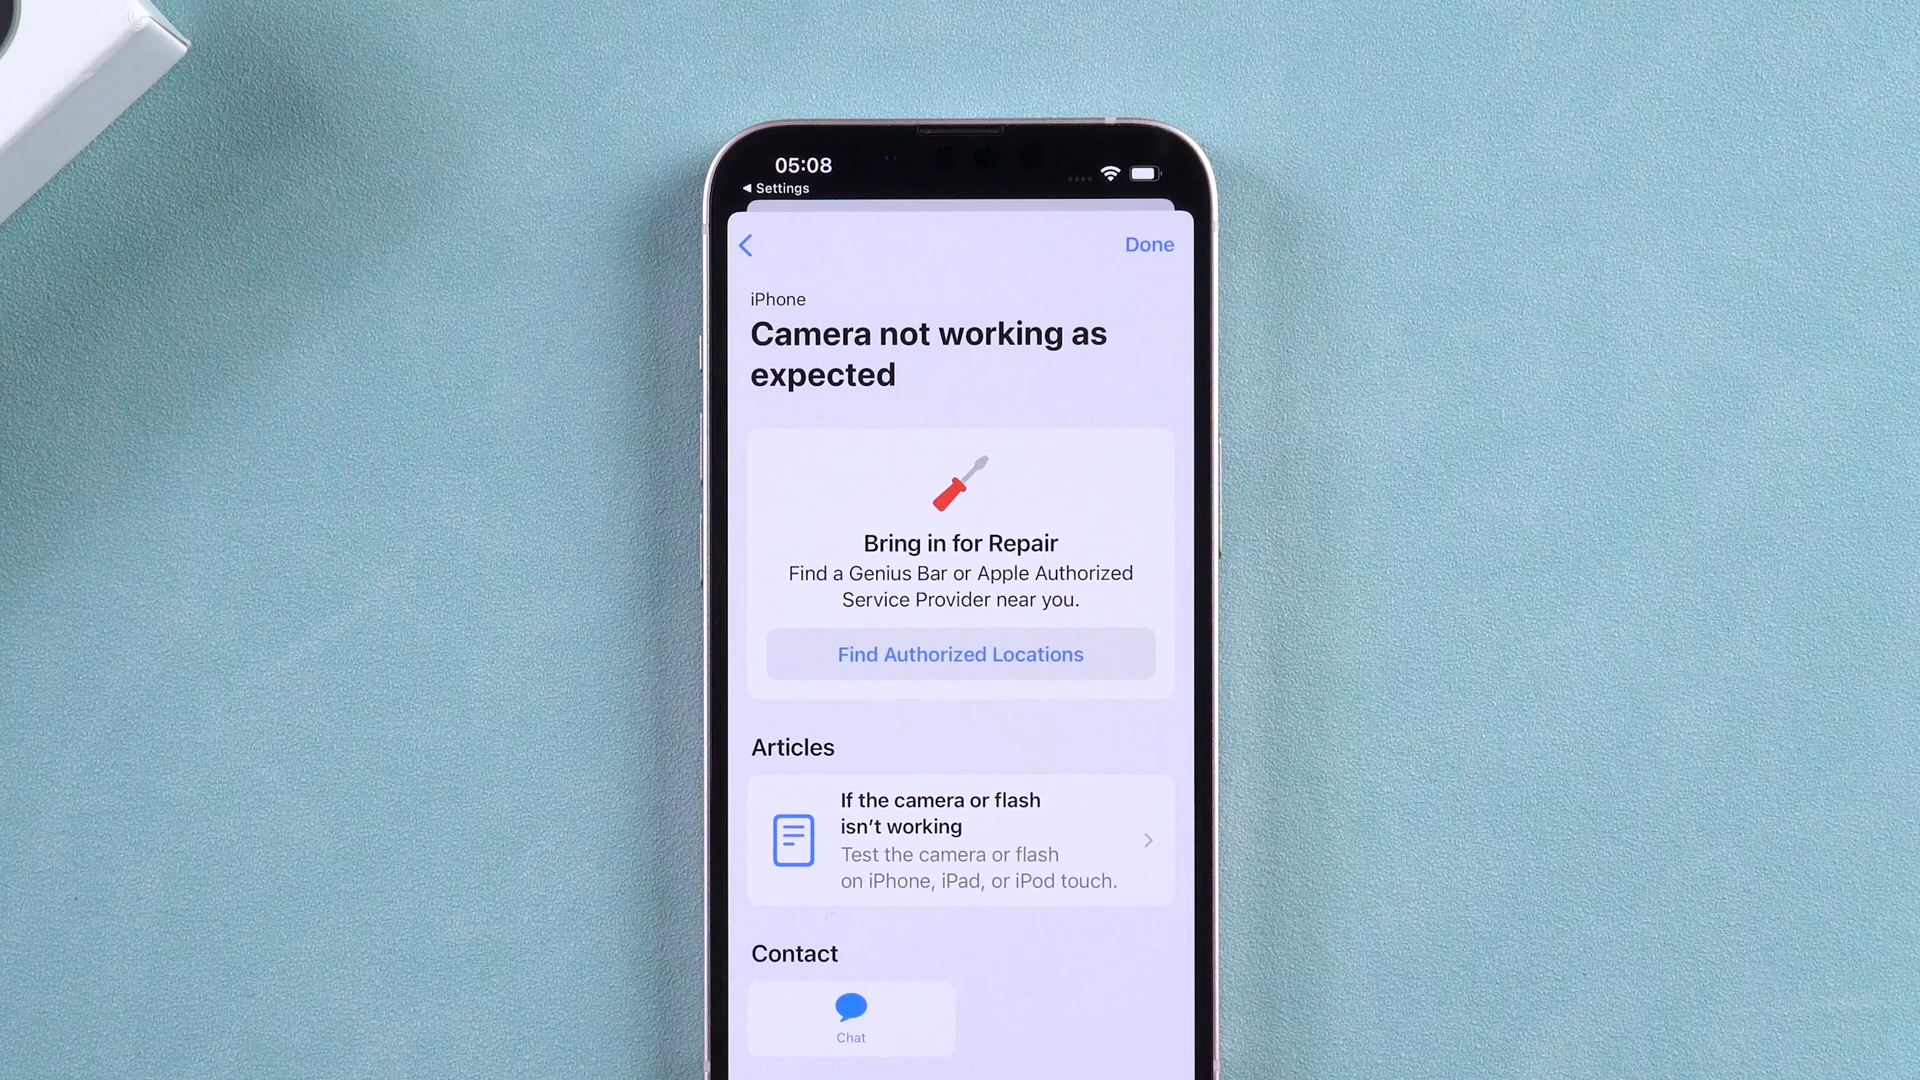 05:08
◀ Settings
Done
iPhone
Camera not working as
expected
Bring in for Repair
Find a Genius Bar or Apple Authorized
Service Provider near you.
Find Authorized Locations
Articles
If the camera or flash
isn’t working
Test the camera or flash
on iPhone, iPad, or iPod touch.
Contact
Chat